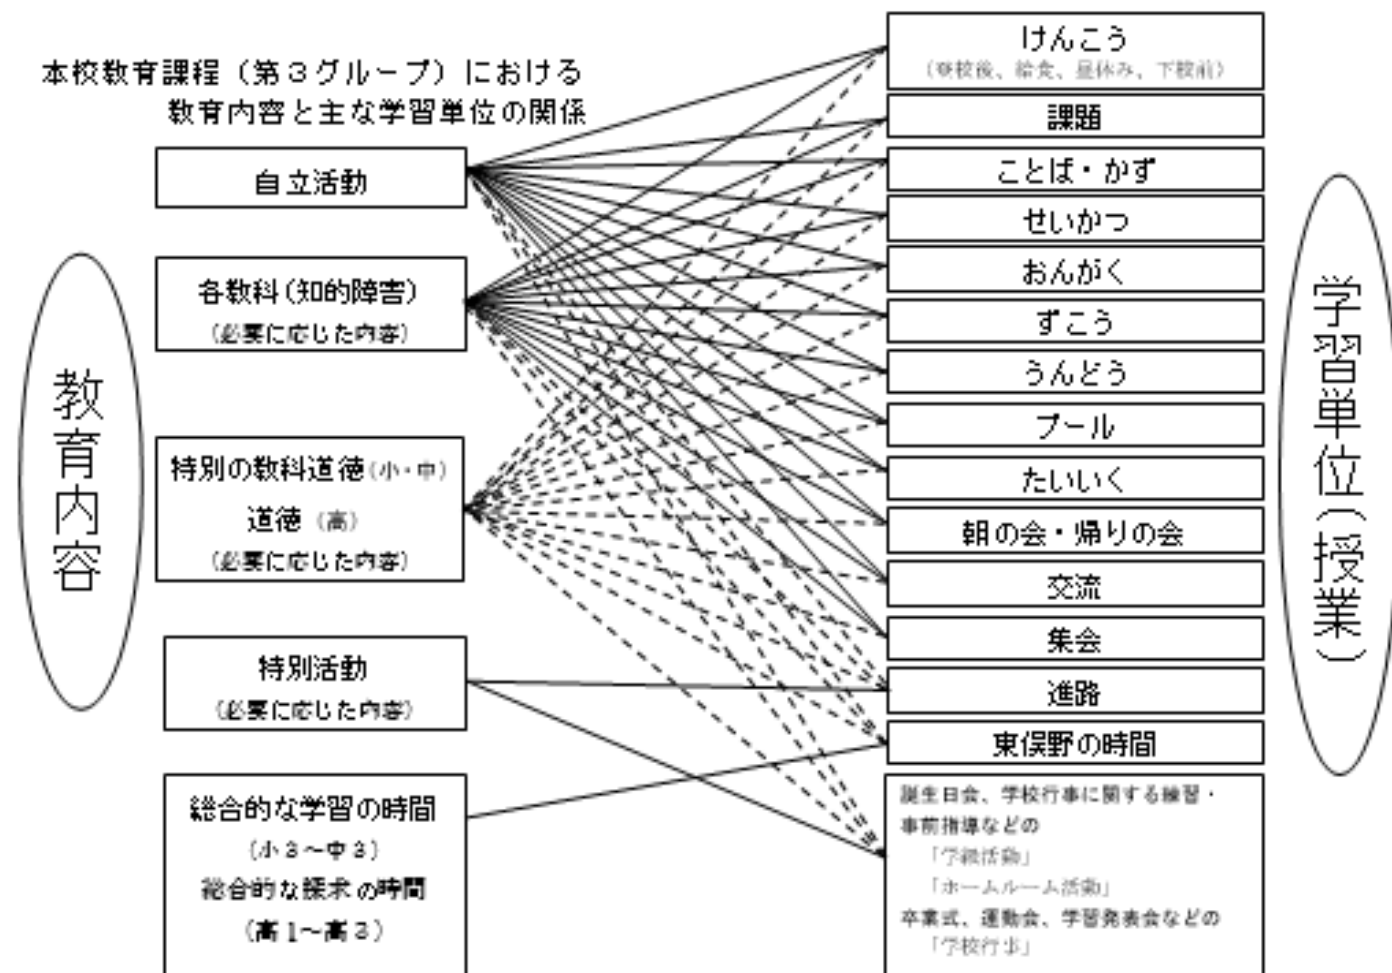 本校教育課程（第３グループ）における
教育内容と主な学習単位の関係
教育内容
自立活動
各教科（知的障害）
（必要に応じた内容）
特別の教科道徳（小・中）
道徳（高）
（必要に応じた内容）
特別活動
（必要に応じた内容）
総合的な学習の時間
（小３～中３）
総合的な探求の時間
（高１～高３）
けんこう
（登校後、給食、昼休み、下校前）
課題
ことば・かず
せいかつ
おんがく
ずこう
うんどう
プール
たいいく
朝の会・帰りの会
交流
集会
進路
東俣野の時間
誕生日会、学校行事に関する練習・
事前指導などの
「学級活動」
「ホームルーム活動」
卒業式、運動会、学習発表会などの
「学校行事」
学習単位（授業）